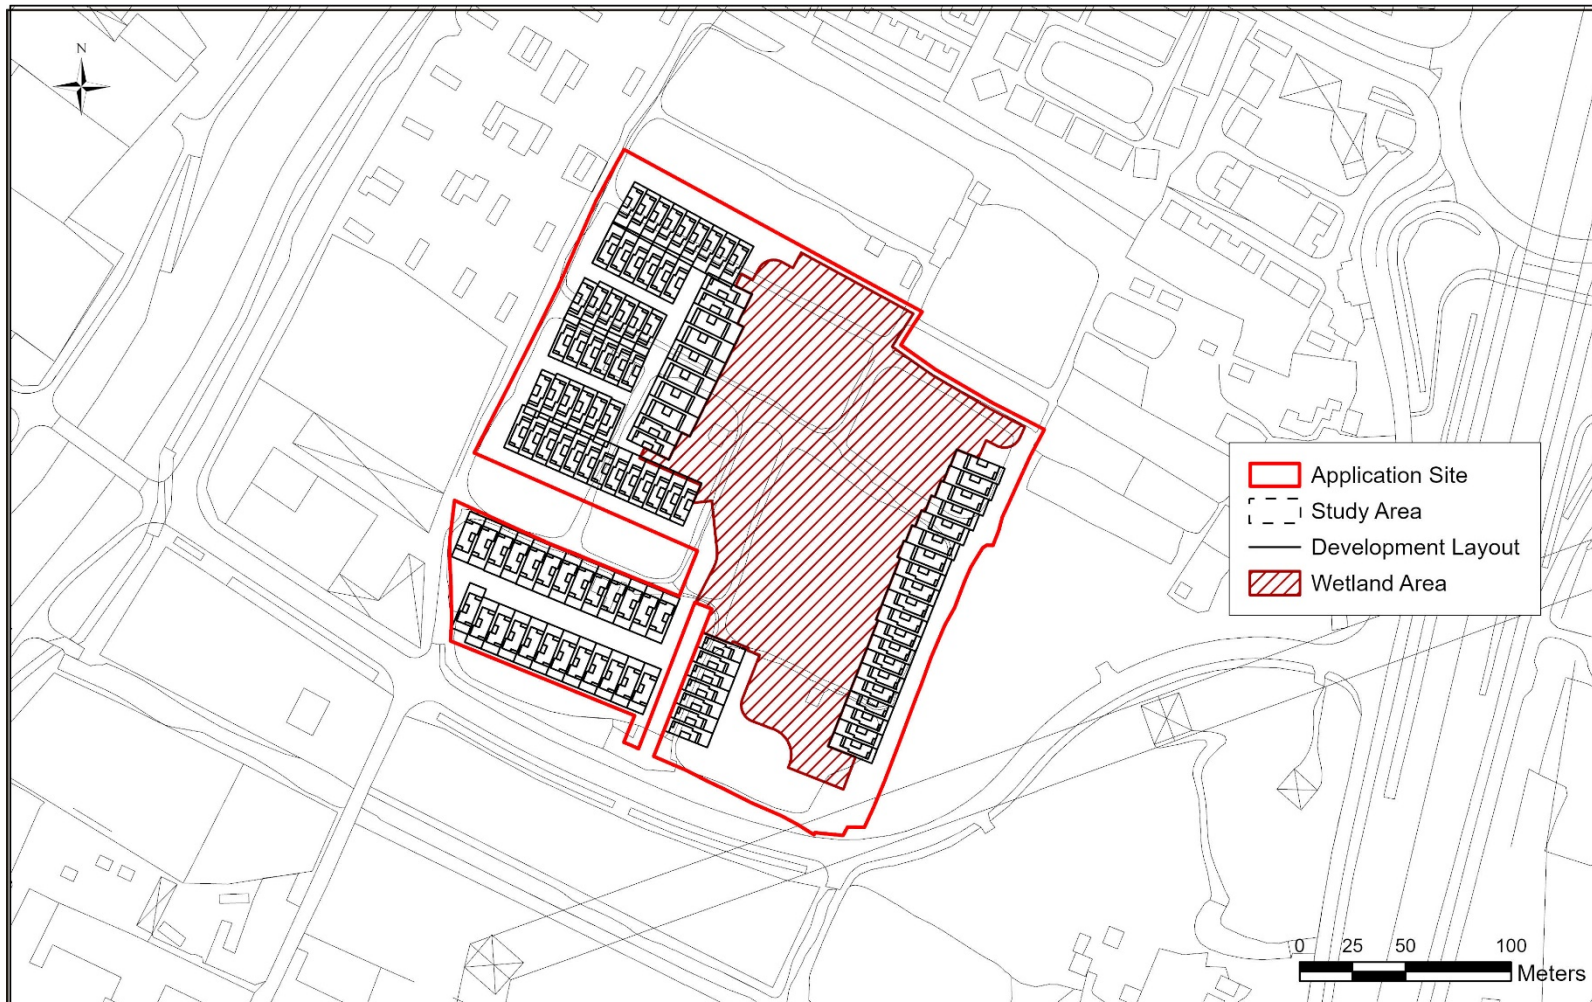 N
Application Site
Study Area
Development Layout
Wetland Area
0 25 50 100
Meters